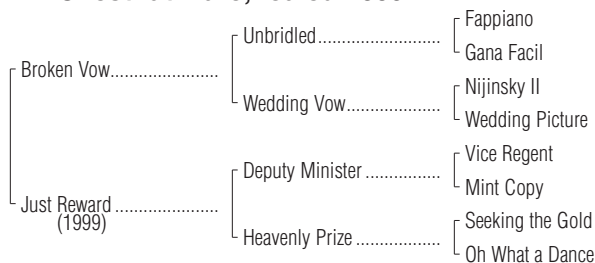 Fappiano
Unbridled........................
Gana Facil
Broken Vow.....................
Nijinsky II
Wedding Vow..................
Wedding Picture
Vice Regent
Deputy Minister ...............
Mint Copy
Just Reward ....................
(1999)
Seeking the Gold
Heavenly Prize ................
Oh What a Dance